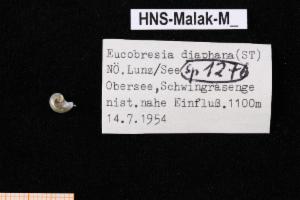 HNS-Malak-M_
Eucobresia diaphana(ST)
NÖ.Lunz/See Sp 1276
Obersee,Schwingrasenge
nist,nahe Einfluß,1100m
14.7.1954